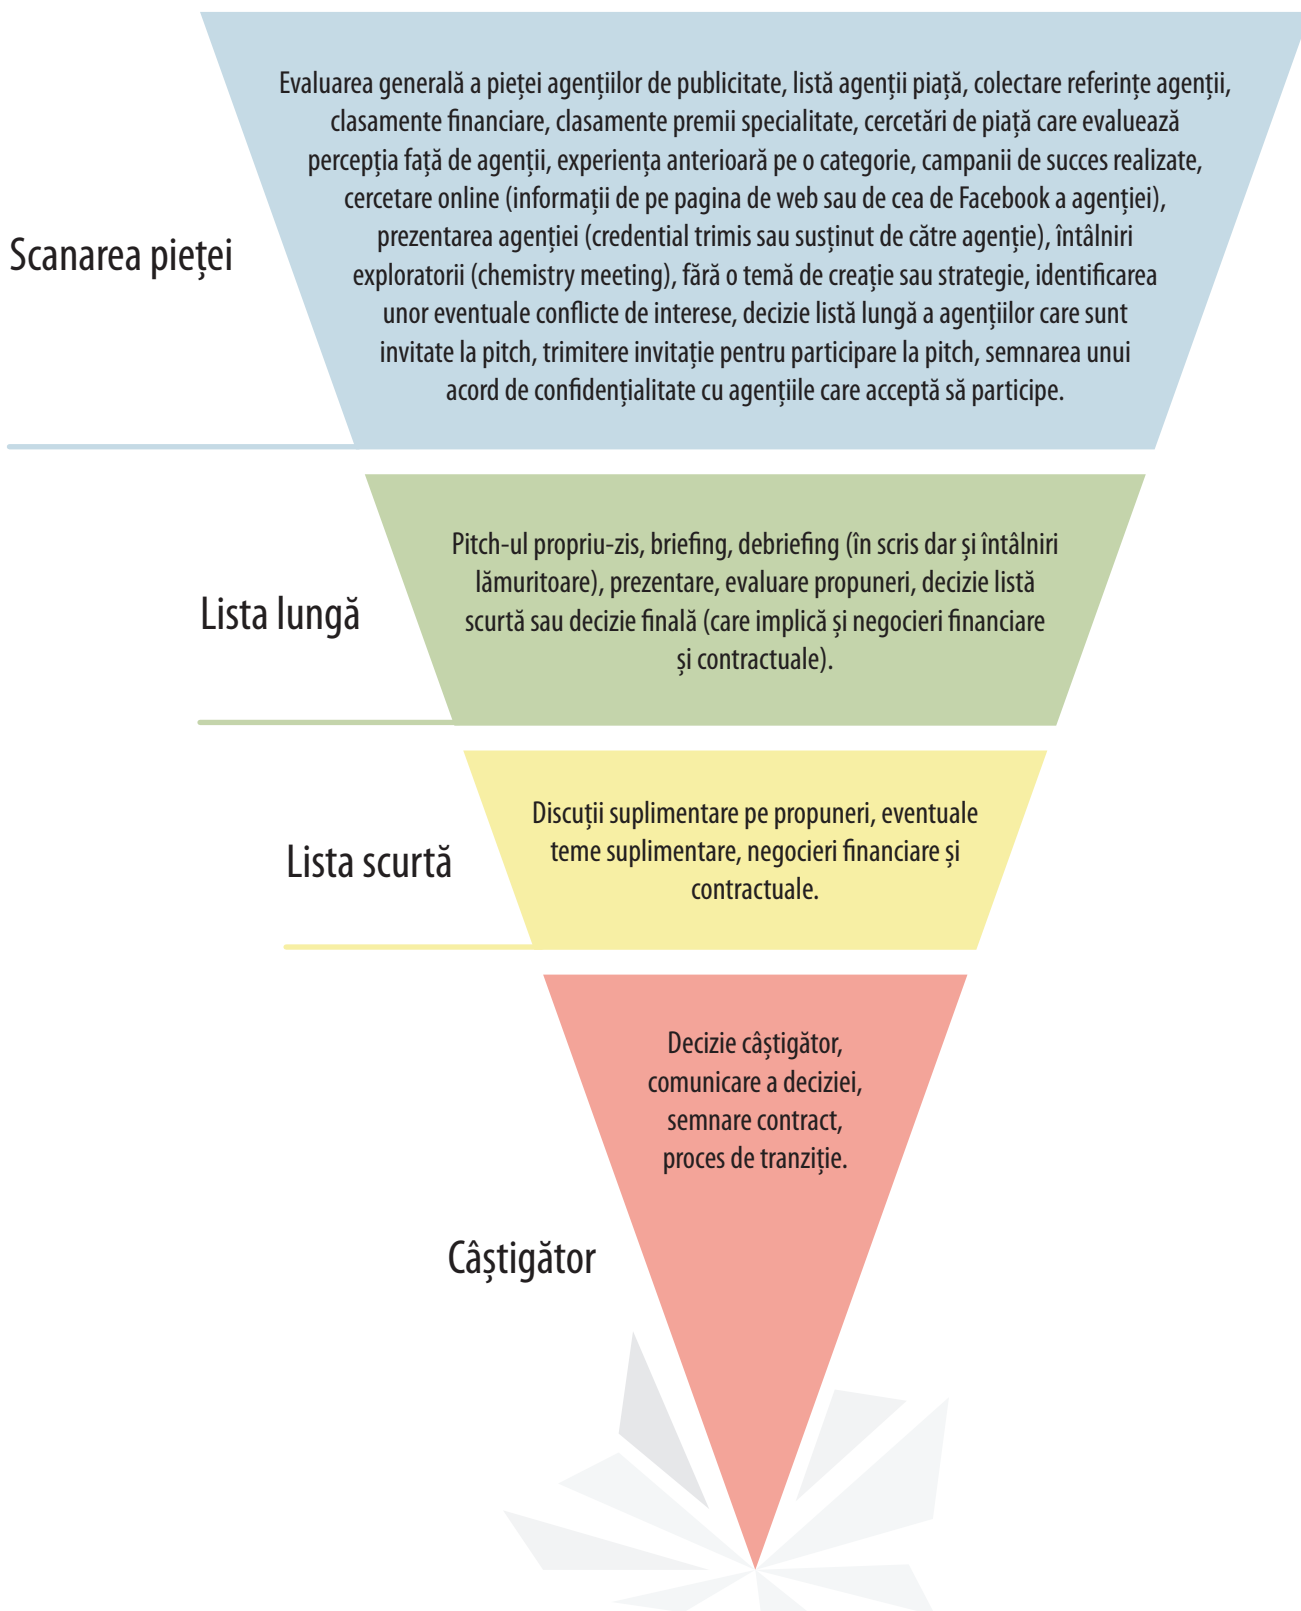 Evaluarea generală a pieței agențiilor de publicitate, listă agenții piață, colectare referințe agenții,
clasamente financiare, clasamente premii specialitate, cercetări de piață care evaluează
percepția față de agenții, experiența anterioară pe o categorie, campanii de succes realizate,
cercetare online (informații de pe pagina de web sau de cea de Facebook a agenției),
prezentarea agenției (credential trimis sau susținut de către agenție), întâlniri
exploratorii (chemistry meeting), fără o temă de creație sau strategie, identificarea
unor eventuale conflicte de interese, decizie listă lungă a agențiilor care sunt
invitate la pitch, trimitere invitație pentru participare la pitch, semnarea unui
acord de confidențialitate cu agențiile care acceptă să participe.
Scanarea pieței
Pitch-ul propriu-zis, briefing, debriefing (în scris dar și întâlniri
lămuritoare), prezentare, evaluare propuneri, decizie listă
scurtă sau decizie finală (care implică și negocieri financiare
și contractuale).
Lista lungă
Discuții suplimentare pe propuneri, eventuale
teme suplimentare, negocieri financiare și
contractuale.
Lista scurtă
Decizie câștigător,
comunicare a deciziei,
semnare contract,
proces de tranziție.
Câștigător